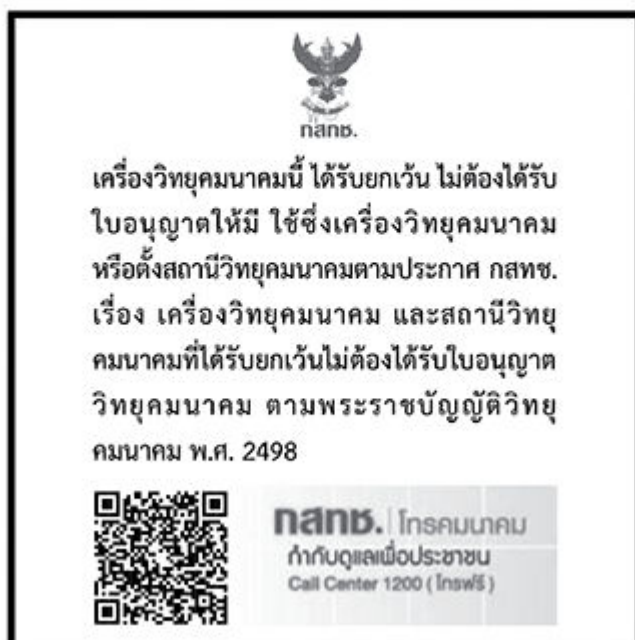 กสทช.
เครื่องวิทยุคมนาคมนี้ ได้รับยกเว้น ไม่ต้องได้รับ
ใบอนุญาตให้มี ใช้ซึ่งเครื่องวิทยุคมนาคม
หรือตั้งสถานีวิทยุคมนาคมตามประกาศ กสทช.
เรื่อง เครื่องวิทยุคมนาคม และสถานีวิทยุ
คมนาคมที่ได้รับยกเว้นไม่ต้องได้รับใบอนุญาต
วิทยุคมนาคม ตามพระราชบัญญัติวิทยุ
คมนาคม พ.ศ. 2498
กสทช. | โทรคมนาคม
กำกับดูแลเพื่อประชาชน
Call Center 1200 ( โทรฟรี )